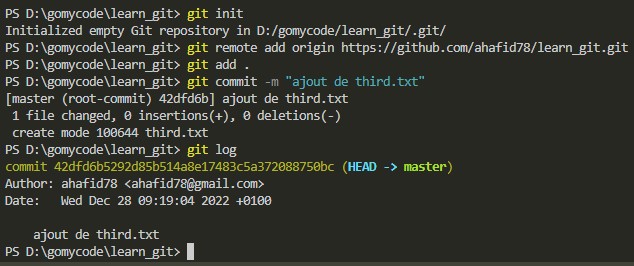 PS D:\gomycode\learn_git> git init
Initialized empty Git repository in D:/gomycode/learn_git/.git/
PS D:\gomycode\learn_git> git remote add origin https://github.com/ahafid78/learn_git.git
PS D:\gomycode\learn_git> git add .
PS D:\gomycode\learn_git> git commit -m "ajout de third.txt"
[master (root-commit) 42dfd6b] ajout de third.txt
 1 file changed, 0 insertions(+), 0 deletions(-)
 create mode 100644 third.txt
PS D:\gomycode\learn_git> git log
commit 42dfd6b5292d85b514a8e17483c5a372088750bc (HEAD -> master)
Author: ahafid78 <ahafid78@gmail.com>
Date:   Wed Dec 28 09:19:04 2022 +0100

    ajout de third.txt
PS D:\gomycode\learn_git>